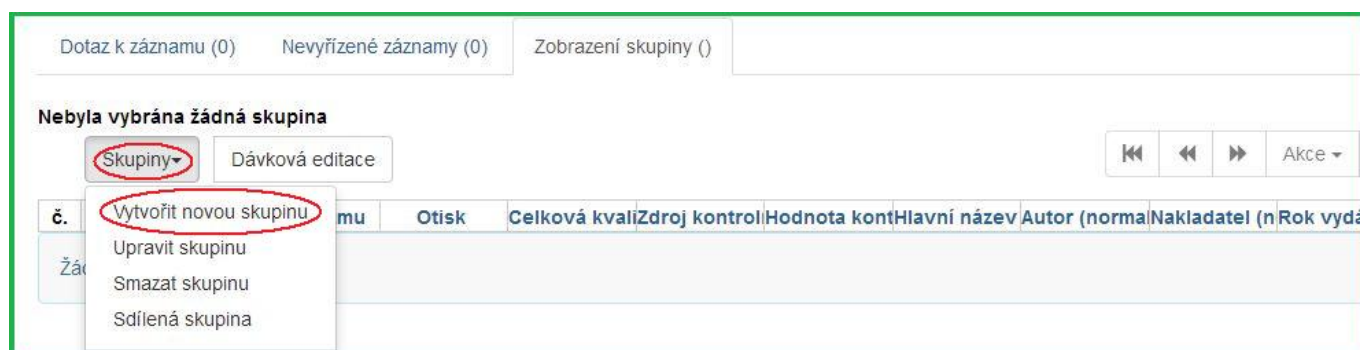 Dotaz k záznamu (0) Nevyřízené záznamy (0) Zobrazení skupiny ()
Nebyla vybrána žádná skupina
Skupiny Dávková editace Akce
č. mu Otisk Celková kvali Zdroj kontrol Hodnota kont Hlavní název Autor (norma Nakladatel (n Rok vydá
Vytvořit novou skupinu
Upravit skupinu
Žá
Smazat skupinu
Sdílená skupina